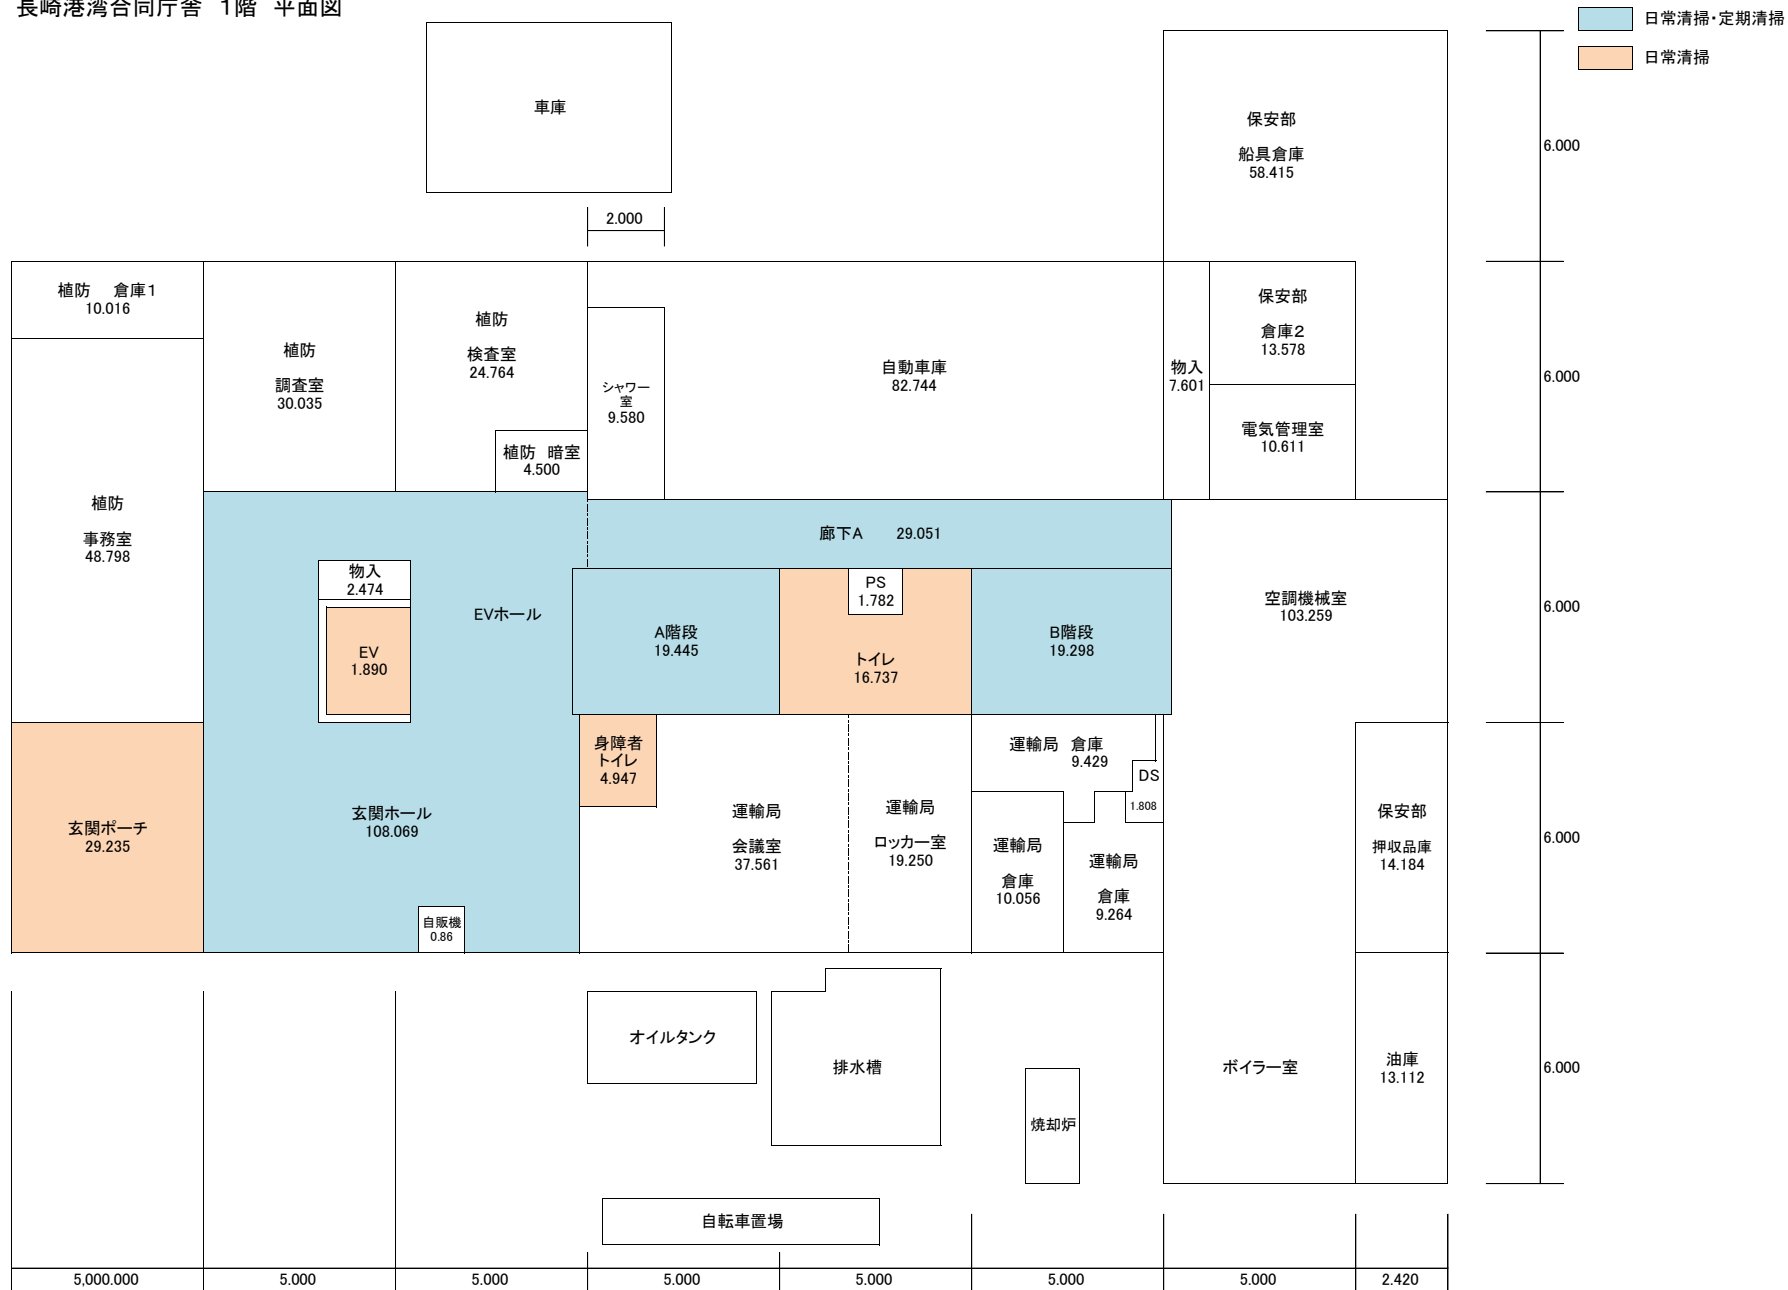 長崎港湾合同庁舎　1階　平面図
日常清掃・定期清掃
日常清掃
車庫
保安部
船具倉庫
58.415
6.000
2.000
植防　倉庫1
10.016
植防
調査室
30.035
植防
検査室
24.764
植防　暗室
4.500
シャワー
室
9.580
自動車庫
82.744
物入
7.601
保安部
倉庫2
13.578
電気管理室
10.611
6.000
植防
事務室
48.798
物入
2.474
EV
1.890
EVホール
廊下A　29.051
A階段
19.445
PS
1.782
トイレ
16.737
B階段
19.298
空調機械室
103.259
6.000
玄関ポーチ
29.235
玄関ホール
108.069
自販機
0.86
身障者
トイレ
4.947
運輸局
会議室
37.561
運輸局
ロッカー室
19.250
運輸局　倉庫
9.429
DS
1.808
運輸局
倉庫
10.056
運輸局
倉庫
9.264
保安部
押収品庫
14.184
6.000
オイルタンク
排水槽
焼却炉
ボイラー室
油庫
13.112
6.000
自転車置場
5,000.000
5.000
5.000
5.000
5.000
5.000
5.000
2.420